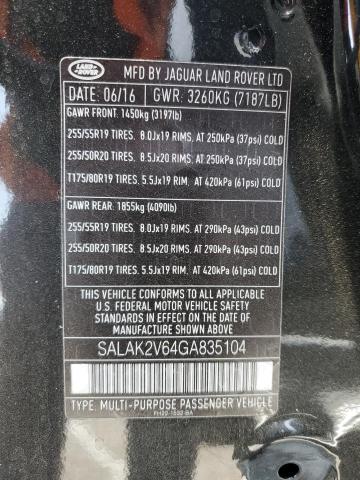 LAND ROVER
MFD BY JAGUAR LAND ROVER LTD
DATE: 06/16 GWR: 3260KG (7187LB)
GAWR FRONT: 1450kg (3197lb)
255/55R19 TIRES. 8.0Jx19 RIMS. AT 250kPa (37psi) COLD
255/50R20 TIRES. 8.5Jx20 RIMS. AT 250kPa (37psi) COLD
T175/80R19 TIRES. 5.5Jx19 RIM. AT 420kPa (61psi) COLD
GAWR REAR: 1855kg (4090lb)
255/55R19 TIRES. 8.0Jx19 RIMS. AT 290kPa (43psi) COLD
255/50R20 TIRES. 8.5Jx20 RIMS. AT 290kPa (43psi) COLD
T175/80R19 TIRES. 5.5Jx19 RIM. AT 420kPa (61psi) COLD
THIS VEHICLE CONFORMS TO ALL APPLICABLE
U.S. FEDERAL MOTOR VEHICLE SAFETY STANDARDS
IN EFFECT ON THE DATE OF MANUFACTURE
SHOWN ABOVE.
SALAK2V64GA835104
TYPE: MULTI-PURPOSE PASSENGER VEHICLE